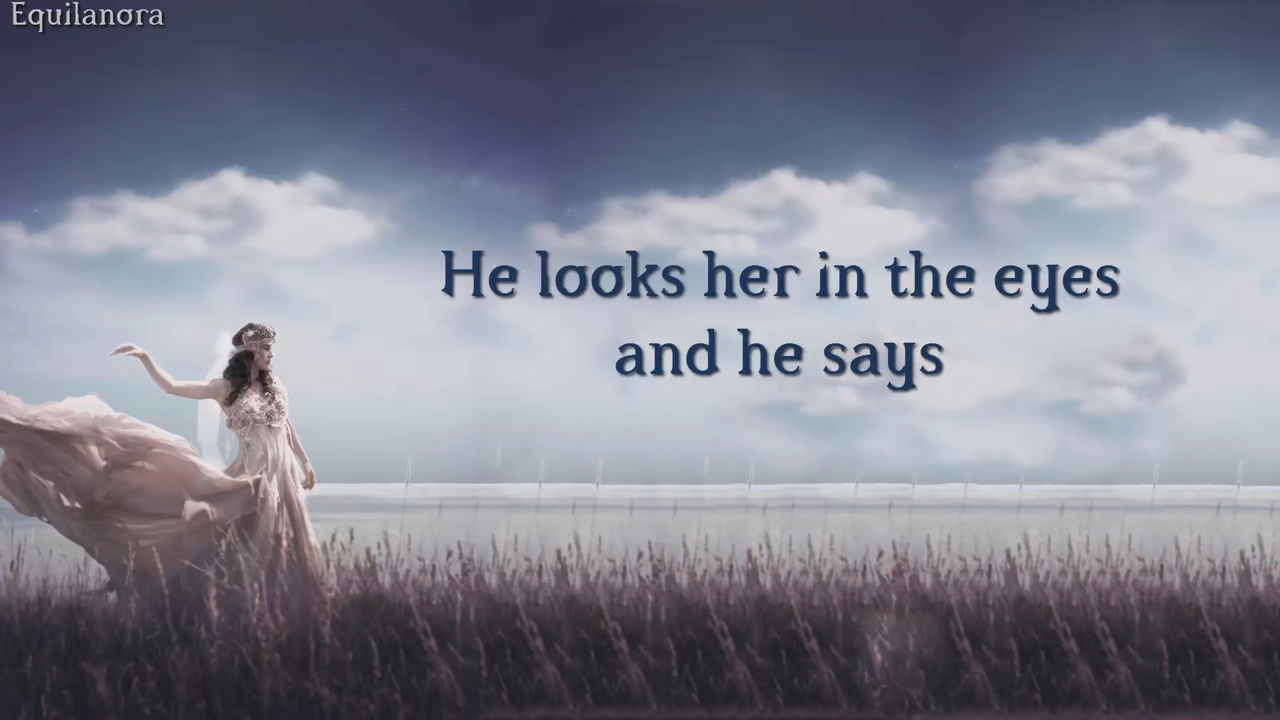 Equilanora
He looks her in the eyes
and he says